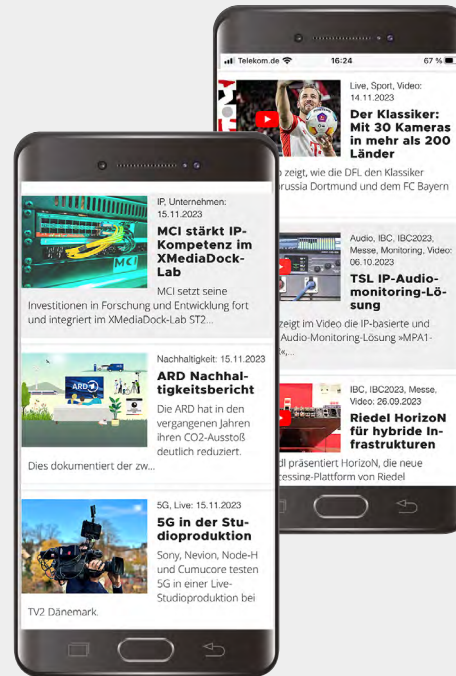 IP, Unternehmen:
15.11.2023
MCI stärkt IP-
Kompetenz im
XMediaDock-
Lab
MCI setzt seine
Investitionen in Forschung und Entwicklung fort
und integriert im XMediaDock-Lab ST2...
MCI
Nachhaltigkeit: 15.11.2023
ARD Nachhal-
tigkeitsbericht
Die ARD hat in den
vergangenen Jahren
ihren CO2-Ausstoß
deutlich reduziert.
Dies dokumentiert der zw...
ARD
5G, Live: 15.11.2023
5G in der Stu-
dioproduktion
Sony, Nevion, Node-H
und Cumucore testen
5G in einer Live-
Studioproduktion bei
TV2 Dänemark.
Telekom.de 16:24 67 %
Live, Sport, Video:
14.11.2023
Der Klassiker:
Mit 30 Kameras
in mehr als 200
Länder
zeigt, wie die DFL den Klassiker
russia Dortmund und dem FC Bayern
Audio, IBC, IBC2023,
Messe, Monitoring, Video:
06.10.2023
TSL IP-Audio-
monitoring-Lö-
sung
zeigt im Video die IP-basierte und
Audio-Monitoring-Lösung »MPA1-
IBC, IBC2023, Messe,
Video: 26.09.2023
Riedel HorizoN
für hybride In-
frastrukturen
präsentiert HorizoN, die neue
cessing-Plattform von Riedel